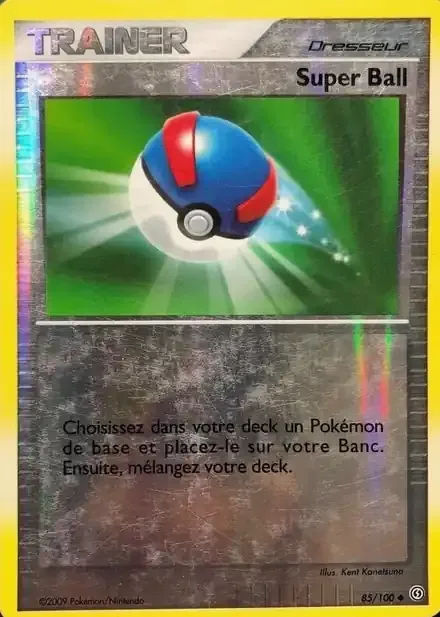 TRAINER
Dresseur
Super Ball
Choisissez dans votre deck un Pokémon
de base et placez-le sur votre Banc.
Ensuite, mélangez votre deck.
Illus. Kent Kanetsuna
©2009 Pokémon/Nintendo
85/100